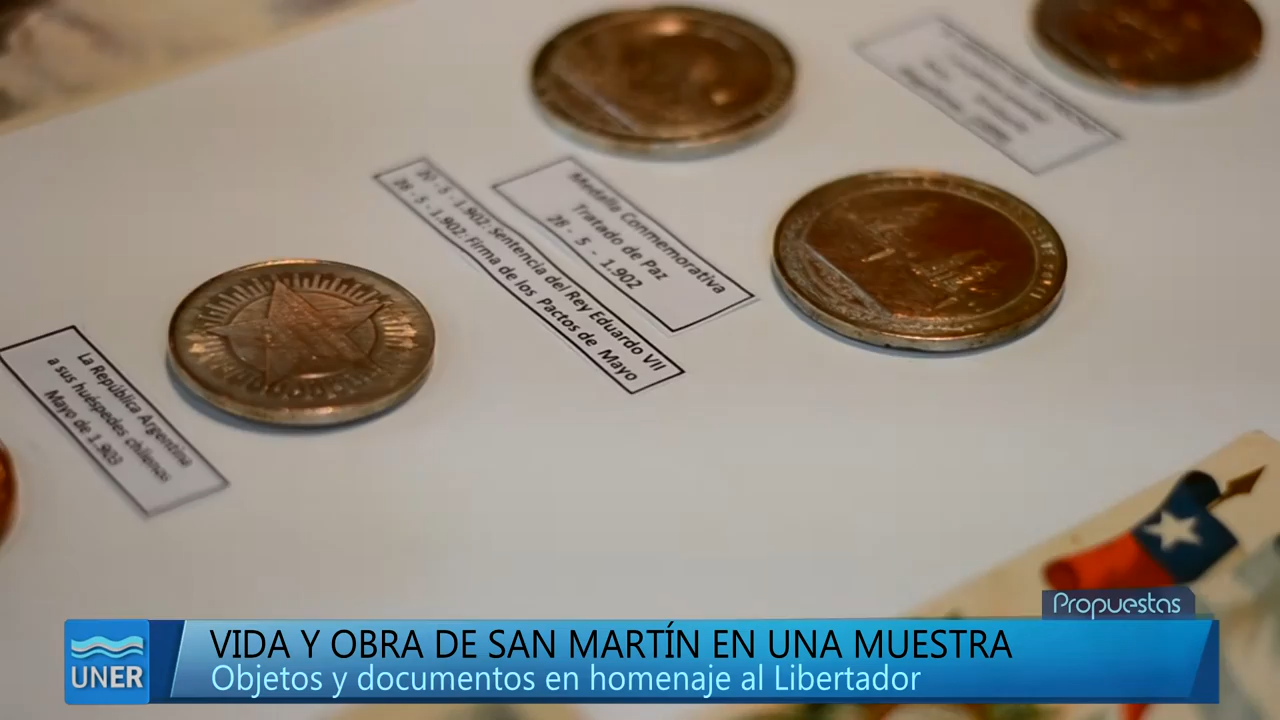 Medalla Conmemorativa
Tratado de Paz
28 - 5 - 1.902
20 - 5 - 1.902: Sentencia del Rey Eduardo VII
28 - 5 - 1.902: Firma de los Pactos de Mayo
La República Argentina
a sus huéspedes chilenos
Mayo de 1.903
Propuestas
UNER
VIDA Y OBRA DE SAN MARTÍN EN UNA MUESTRA
Objetos y documentos en homenaje al Libertador